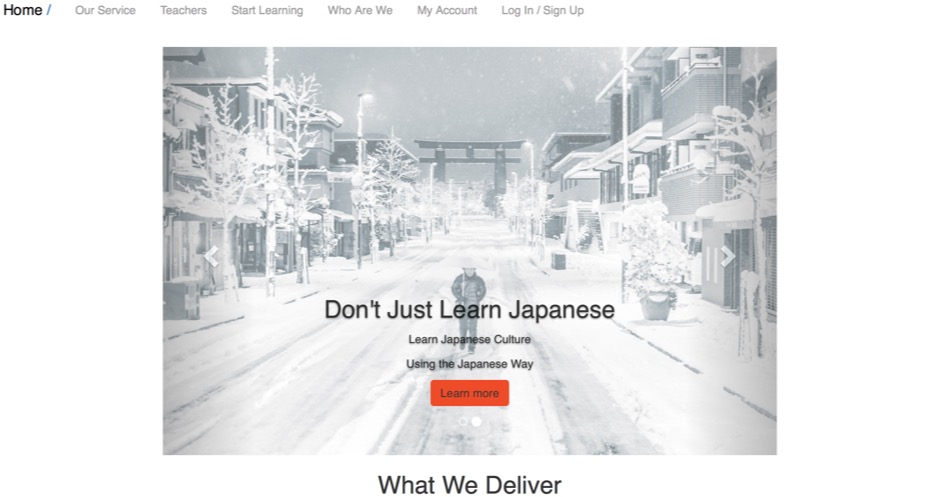 Home / Our Service Teachers Start Learning Who Are We My Account Log In / Sign Up
Don't Just Learn Japanese
Learn Japanese Culture
Using the Japanese Way
Learn more
What We Deliver